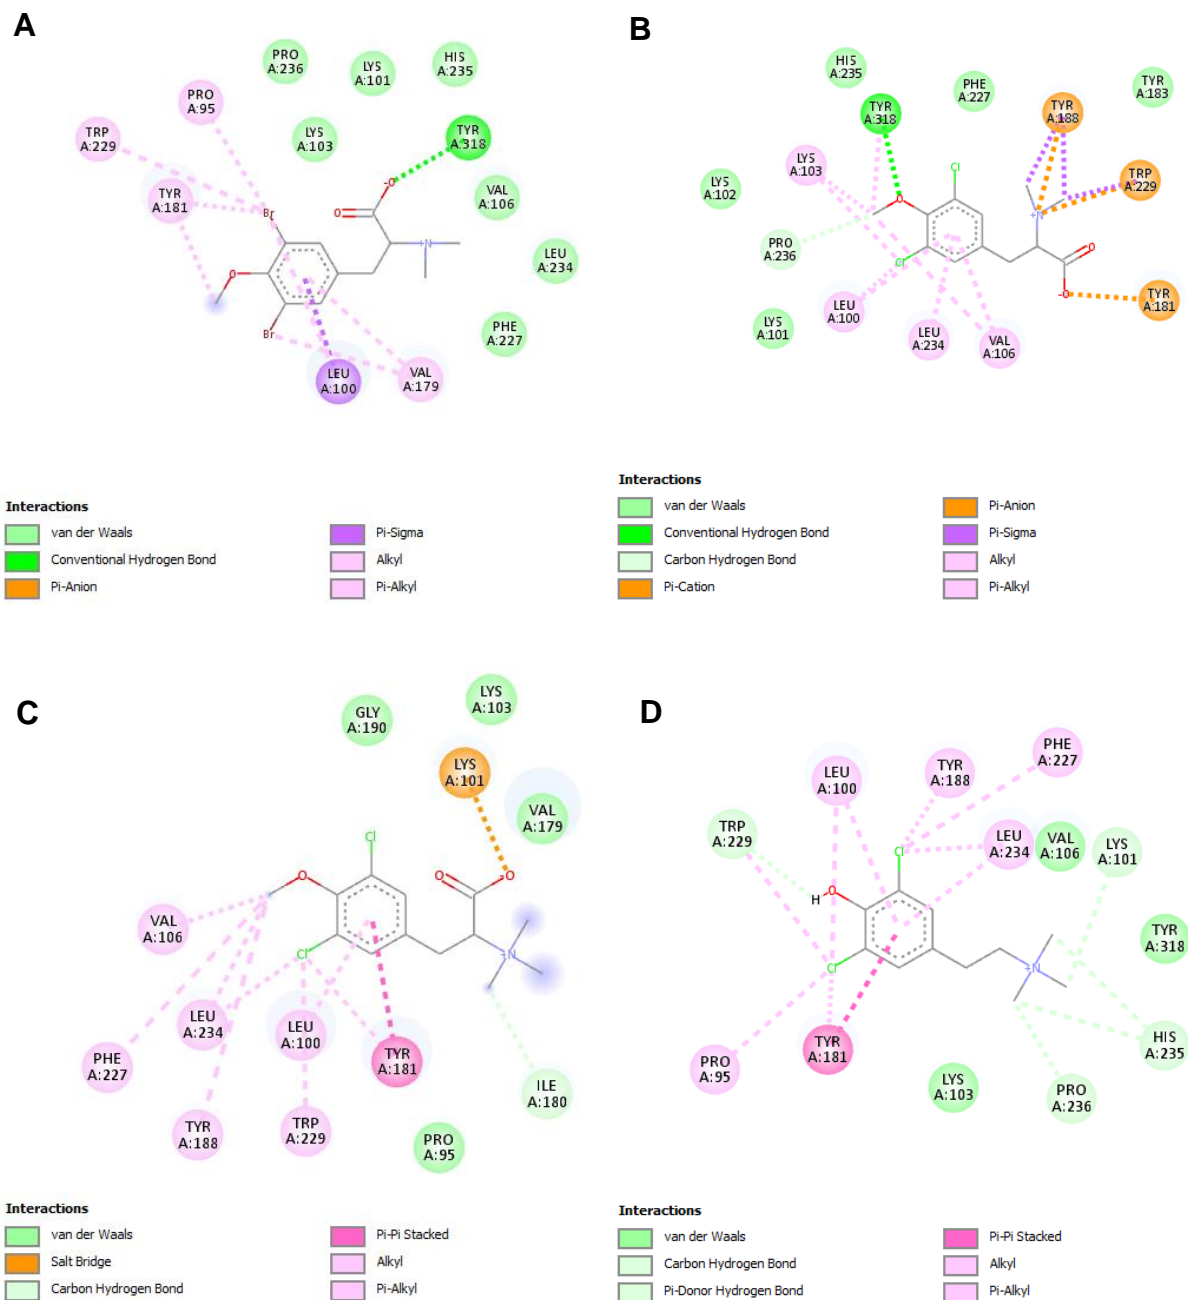 A
PRO
A:236
LYS
A:101
HIS
A:235
PRO
A:95
TRP
A:229
LYS
A:103
TYR
A:318
TYR
A:181
VAL
A:106
Br
O
-O
+N
LEU
A:234
O
Br
PHE
A:227
LEU
A:100
VAL
A:179
Interactions
van der Waals
Conventional Hydrogen Bond
Pi-Anion
Pi-Sigma
Alkyl
Pi-Alkyl
B
HIS
A:235
PHE
A:227
TYR
A:183
TYR
A:318
TYR
A:188
LYS
A:103
TRP
A:229
LYS
A:102
Cl
O
+N
PRO
A:236
Cl
O
-O
TYR
A:181
LEU
A:100
LYS
A:101
LEU
A:234
VAL
A:106
Interactions
van der Waals
Conventional Hydrogen Bond
Carbon Hydrogen Bond
Pi-Cation
Pi-Anion
Pi-Sigma
Alkyl
Pi-Alkyl
C
GLY
A:190
LYS
A:103
LYS
A:101
VAL
A:179
Cl
O
O
O
VAL
A:106
Cl
+N
LEU
A:234
LEU
A:100
TYR
A:181
PHE
A:227
ILE
A:180
TYR
A:188
TRP
A:229
PRO
A:95
Interactions
van der Waals
Salt Bridge
Carbon Hydrogen Bond
Pi-Pi Stacked
Alkyl
Pi-Alkyl
D
LEU
A:100
TYR
A:188
PHE
A:227
TRP
A:229
LEU
A:234
VAL
A:106
LYS
A:101
Cl
H
O
TYR
A:318
Cl
+N
PRO
A:95
TYR
A:181
HIS
A:235
LYS
A:103
PRO
A:236
Interactions
van der Waals
Carbon Hydrogen Bond
Pi-Donor Hydrogen Bond
Pi-Pi Stacked
Alkyl
Pi-Alkyl